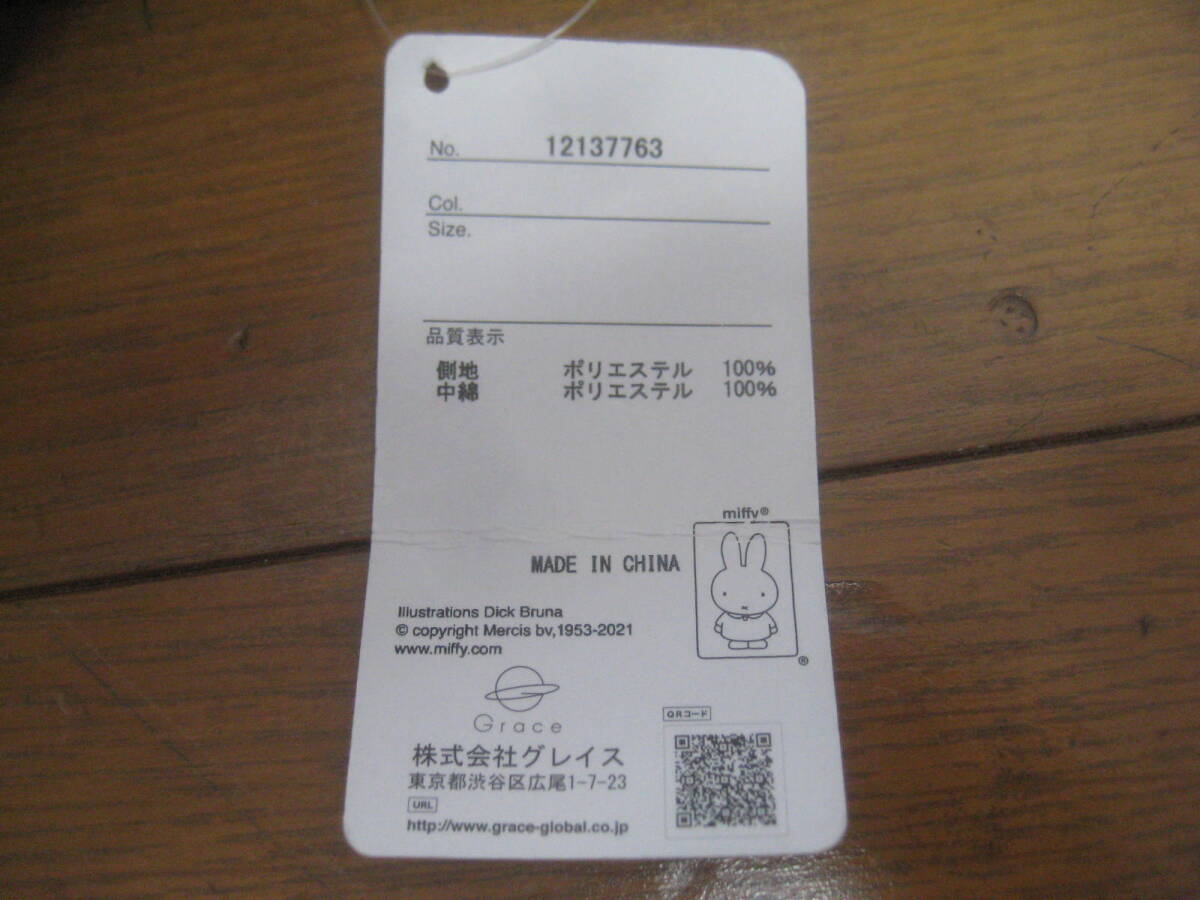 No. 12137763
Col.
Size.
品質表示
側地 ポリエステル 100%
中綿 ポリエステル 100%
miffy®
MADE IN CHINA
Illustrations Dick Bruna
© copyright Mercis bv,1953-2021
www.miffy.com
®
Grace
QRコード
株式会社グレイス
東京都渋谷区広尾1-7-23
URL
http://www.grace-global.co.jp